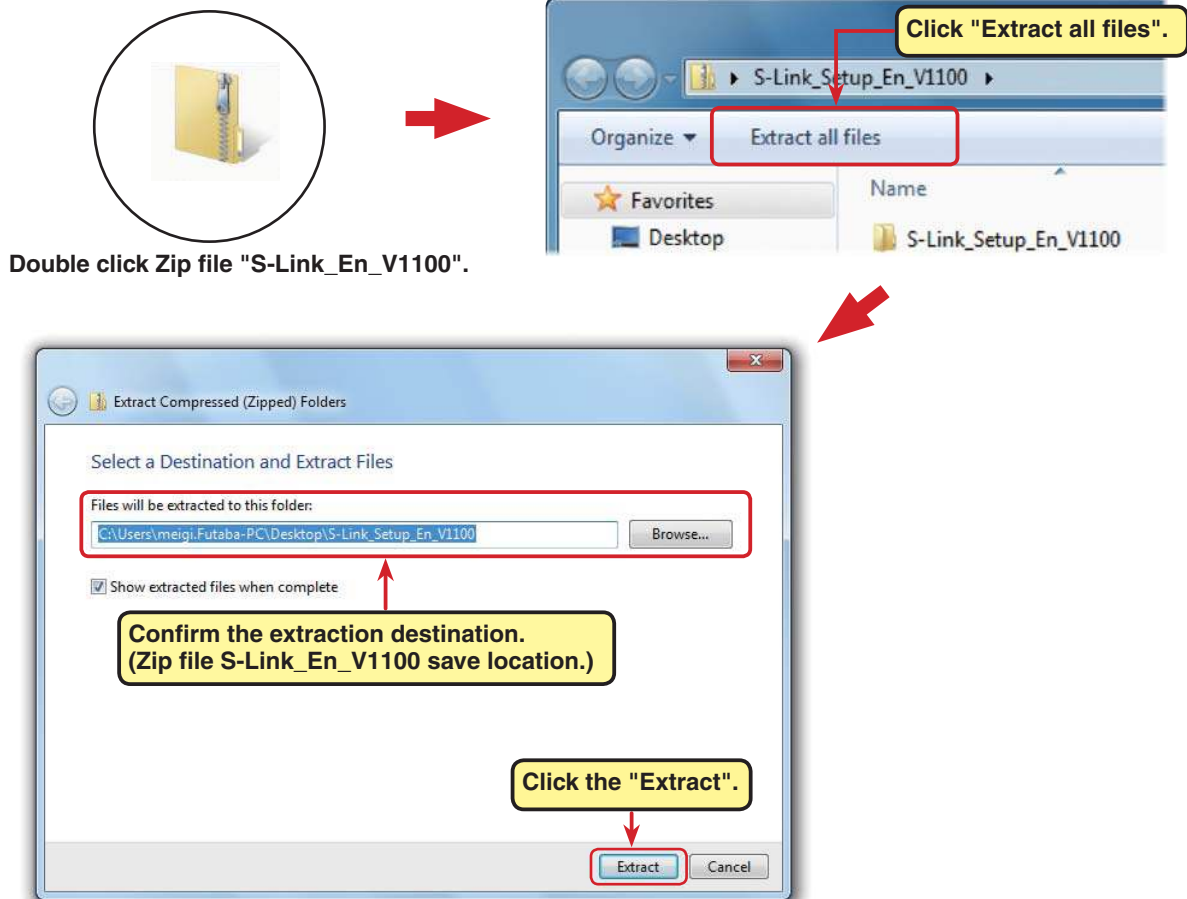 Click "Extract all files".
S-Link_Setup_En_V1100
Organize
Extract all files
Favorites
Name
Desktop
S-Link_Setup_En_V1100
Double click Zip file "S-Link_En_V1100".
Extract Compressed (Zipped) Folders
Select a Destination and Extract Files
Files will be extracted to this folder:
C:\Users\meigi.Futaba-PC\Desktop\S-Link_Setup_En_V1100
Browse...
Show extracted files when complete
Confirm the extraction destination.
(Zip file S-Link_En_V1100 save location.)
Click the "Extract".
Extract
Cancel